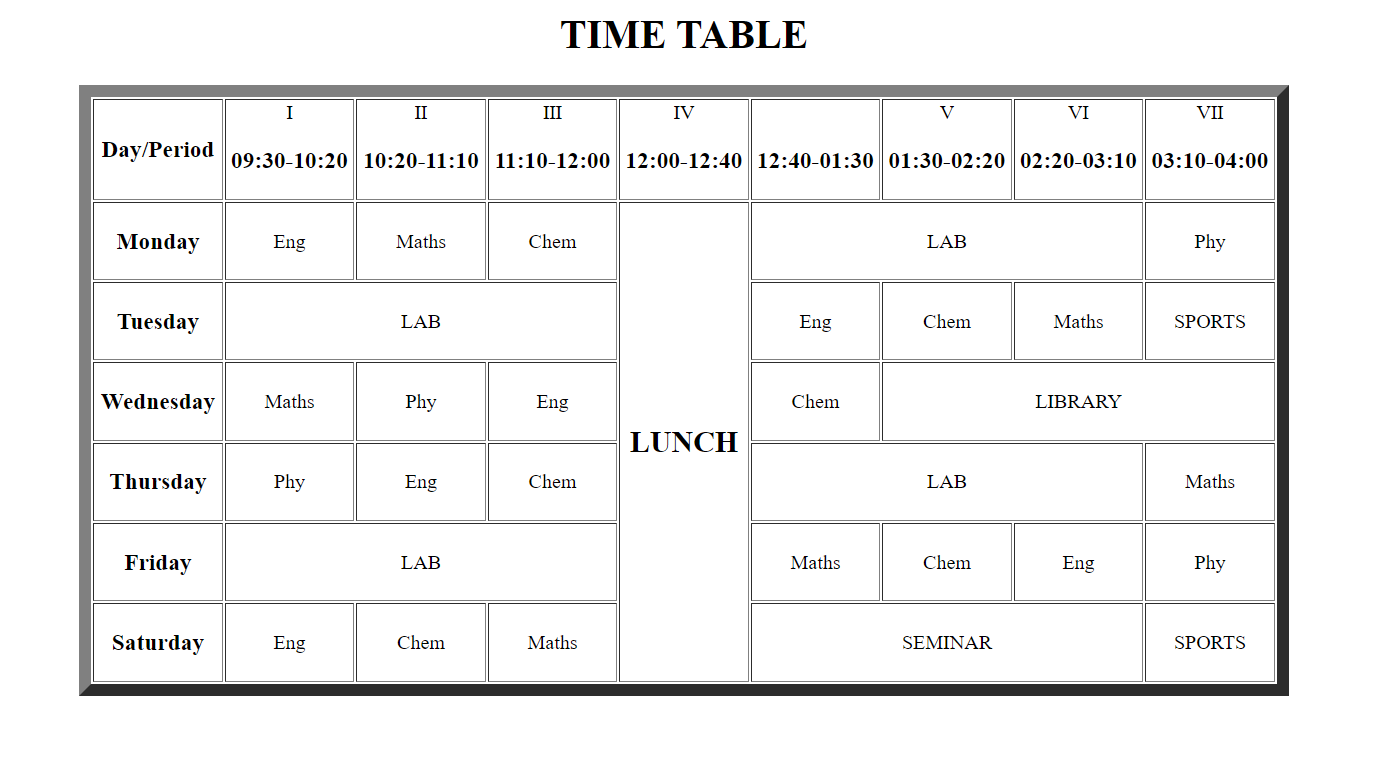 TIME TABLE
Day/Period I II III IV V VI VII
09:30-10:20 10:20-11:10 11:10-12:00 12:00-12:40 12:40-01:30 01:30-02:20 02:20-03:10 03:10-04:00
Monday Eng Maths Chem LAB Phy
Tuesday LAB Eng Chem Maths SPORTS
Wednesday Maths Phy Eng Chem LIBRARY
LUNCH
Thursday Phy Eng Chem LAB Maths
Friday LAB Maths Chem Eng Phy
Saturday Eng Chem Maths SEMINAR SPORTS